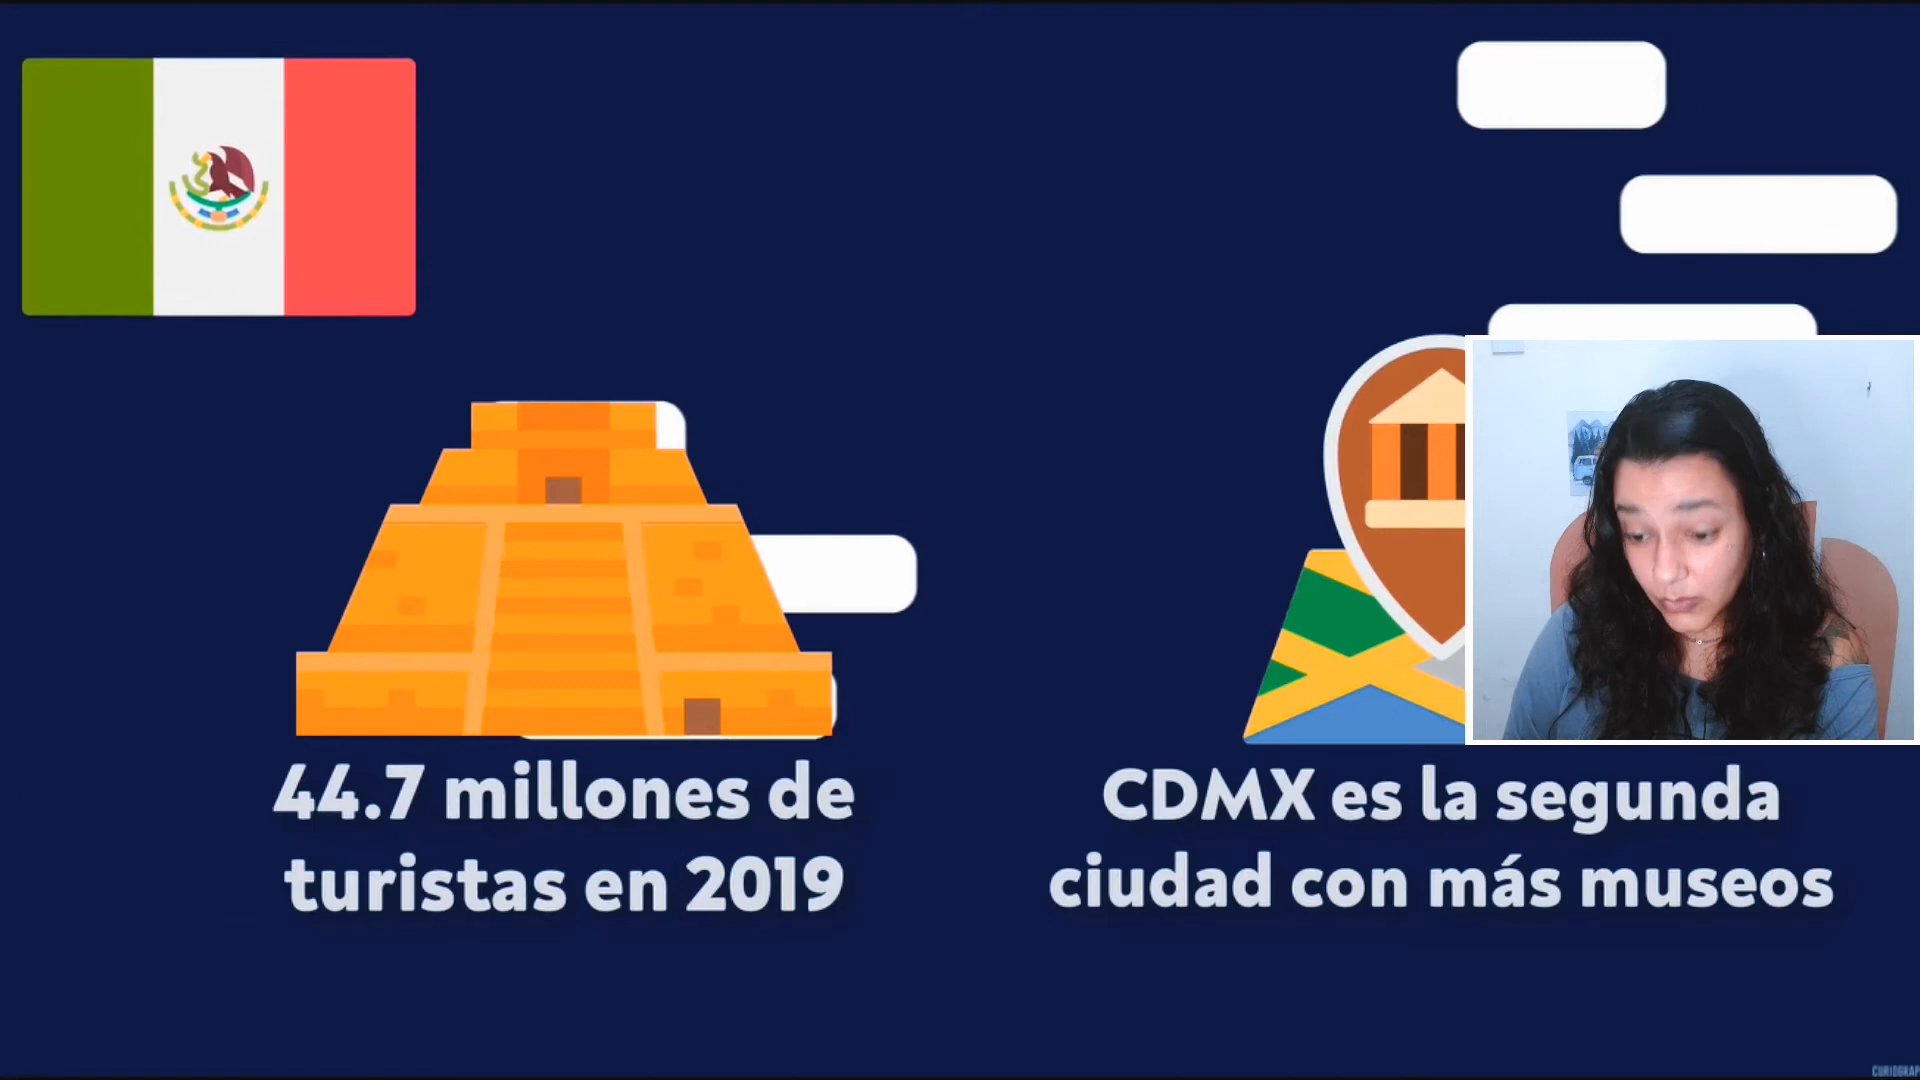 44.7 millones de
turistas en 2019
CDMX es la segunda
ciudad con más museos